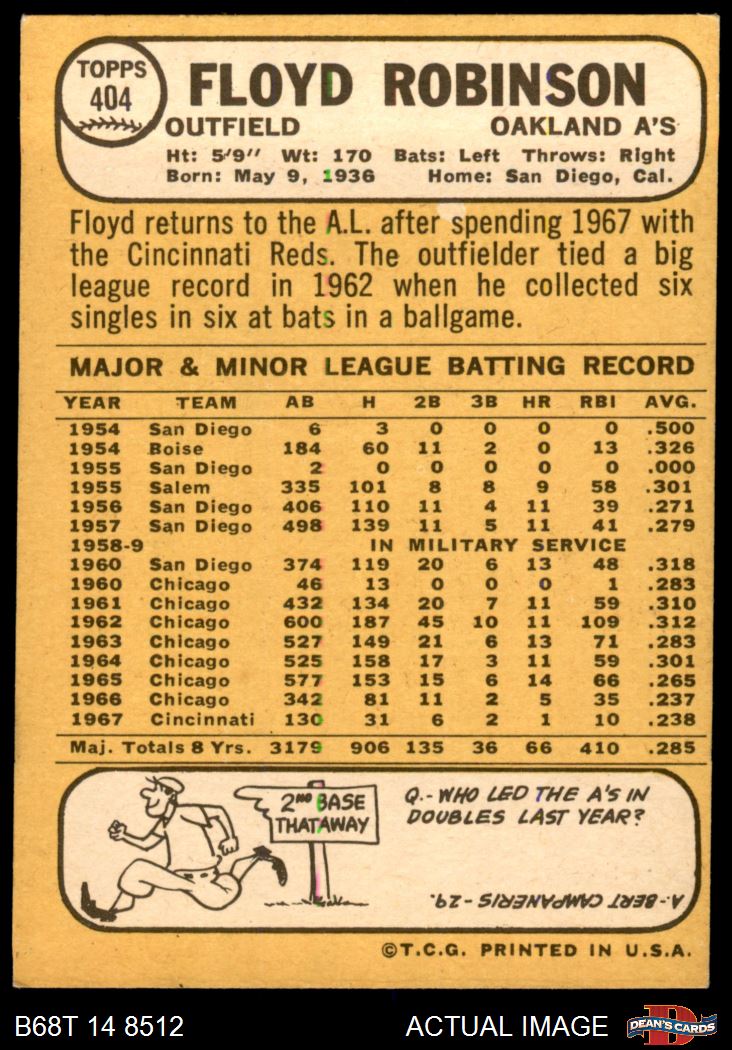 TOPPS
404
FLOYD ROBINSON
OUTFIELD OAKLAND A'S
Ht: 5'9" Wt: 170 Bats: Left Throws: Right
Born: May 9, 1936 Home: San Diego, Cal.
Floyd returns to the A.L. after spending 1967 with
the Cincinnati Reds. The outfielder tied a big
league record in 1962 when he collected six
singles in six at bats in a ballgame.
MAJOR & MINOR LEAGUE BATTING RECORD
YEAR TEAM AB H 2B 3B HR RBI AVG.
1954 San Diego 6 3 0 0 0 0 .500
1954 Boise 184 60 11 2 0 13 .326
1955 San Diego 2 0 0 0 0 0 .000
1955 Salem 335 101 8 8 9 58 .301
1956 San Diego 406 110 11 4 11 39 .271
1957 San Diego 498 139 11 5 11 41 .279
1958-9 IN MILITARY SERVICE
1960 San Diego 374 119 20 6 13 48 .318
1960 Chicago 46 13 0 0 0 1 .283
1961 Chicago 432 134 20 7 11 59 .310
1962 Chicago 600 187 45 10 11 109 .312
1963 Chicago 527 149 21 6 13 71 .283
1964 Chicago 525 158 17 3 11 59 .301
1965 Chicago 577 153 15 6 14 66 .265
1966 Chicago 342 81 11 2 5 35 .237
1967 Cincinnati 130 31 6 2 1 10 .238
Maj. Totals 8 Yrs. 3179 906 135 36 66 410 .285
2ND BASE
THATAWAY
Q.-WHO LED THE A'S IN
DOUBLES LAST YEAR?
A.-BERT CAMPANERIS-29.
©T.C.G. PRINTED IN U.S.A.
B68T 14 8512 ACTUAL IMAGE
D
DEAN'S CARDS